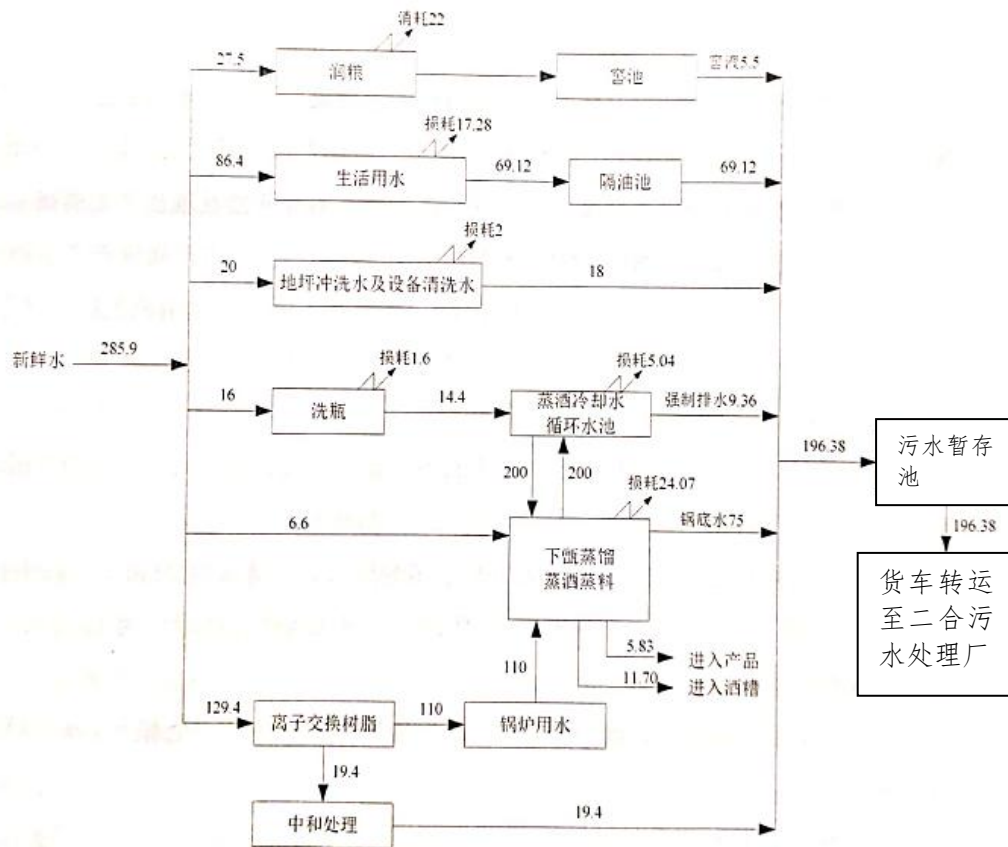 消耗22
27.5
润粮
窖池
窖液5.5
损耗17.28
86.4
生活用水
69.12
隔油池
69.12
损耗2
20
地坪冲洗水及设备清洗水
18
新鲜水
285.9
损耗1.6
16
洗瓶
14.4
损耗5.04
蒸酒冷却水
循环水池
强制排水9.36
200
200
196.38
污水暂存
池
196.38
损耗24.07
6.6
下甑蒸馏
蒸酒蒸料
锅底水75
货车转运
至二合污
水处理厂
5.83
进入产品
11.70
进入酒糟
110
129.4
离子交换树脂
110
锅炉用水
19.4
中和处理
19.4